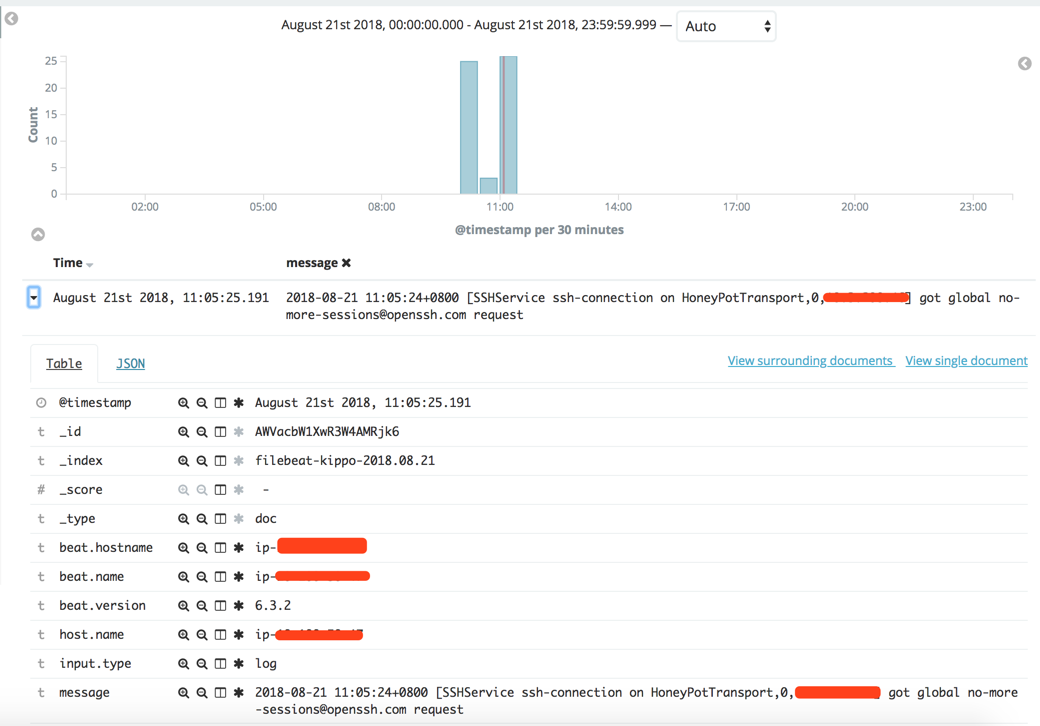 August 21st 2018, 00:00:00.000 - August 21st 2018, 23:59:59.999 — Auto
25
20
15
10
5
0
Count
02:00 05:00 08:00 11:00 14:00 17:00 20:00 23:00
@timestamp per 30 minutes
Time message
August 21st 2018, 11:05:25.191 2018-08-21 11:05:24+0800 [SSHService ssh-connection on HoneyPotTransport,0, ] got global no-
more-sessions@openssh.com request
Table JSON View surrounding documents View single document
@timestamp August 21st 2018, 11:05:25.191
t _id AWVacbW1XwR3W4AMRjk6
t _index filebeat-kippo-2018.08.21
# _score -
t _type doc
t beat.hostname ip-
t beat.name ip-
t beat.version 6.3.2
t host.name ip-
t input.type log
t message 2018-08-21 11:05:24+0800 [SSHService ssh-connection on HoneyPotTransport,0, got global no-more
-sessions@openssh.com request